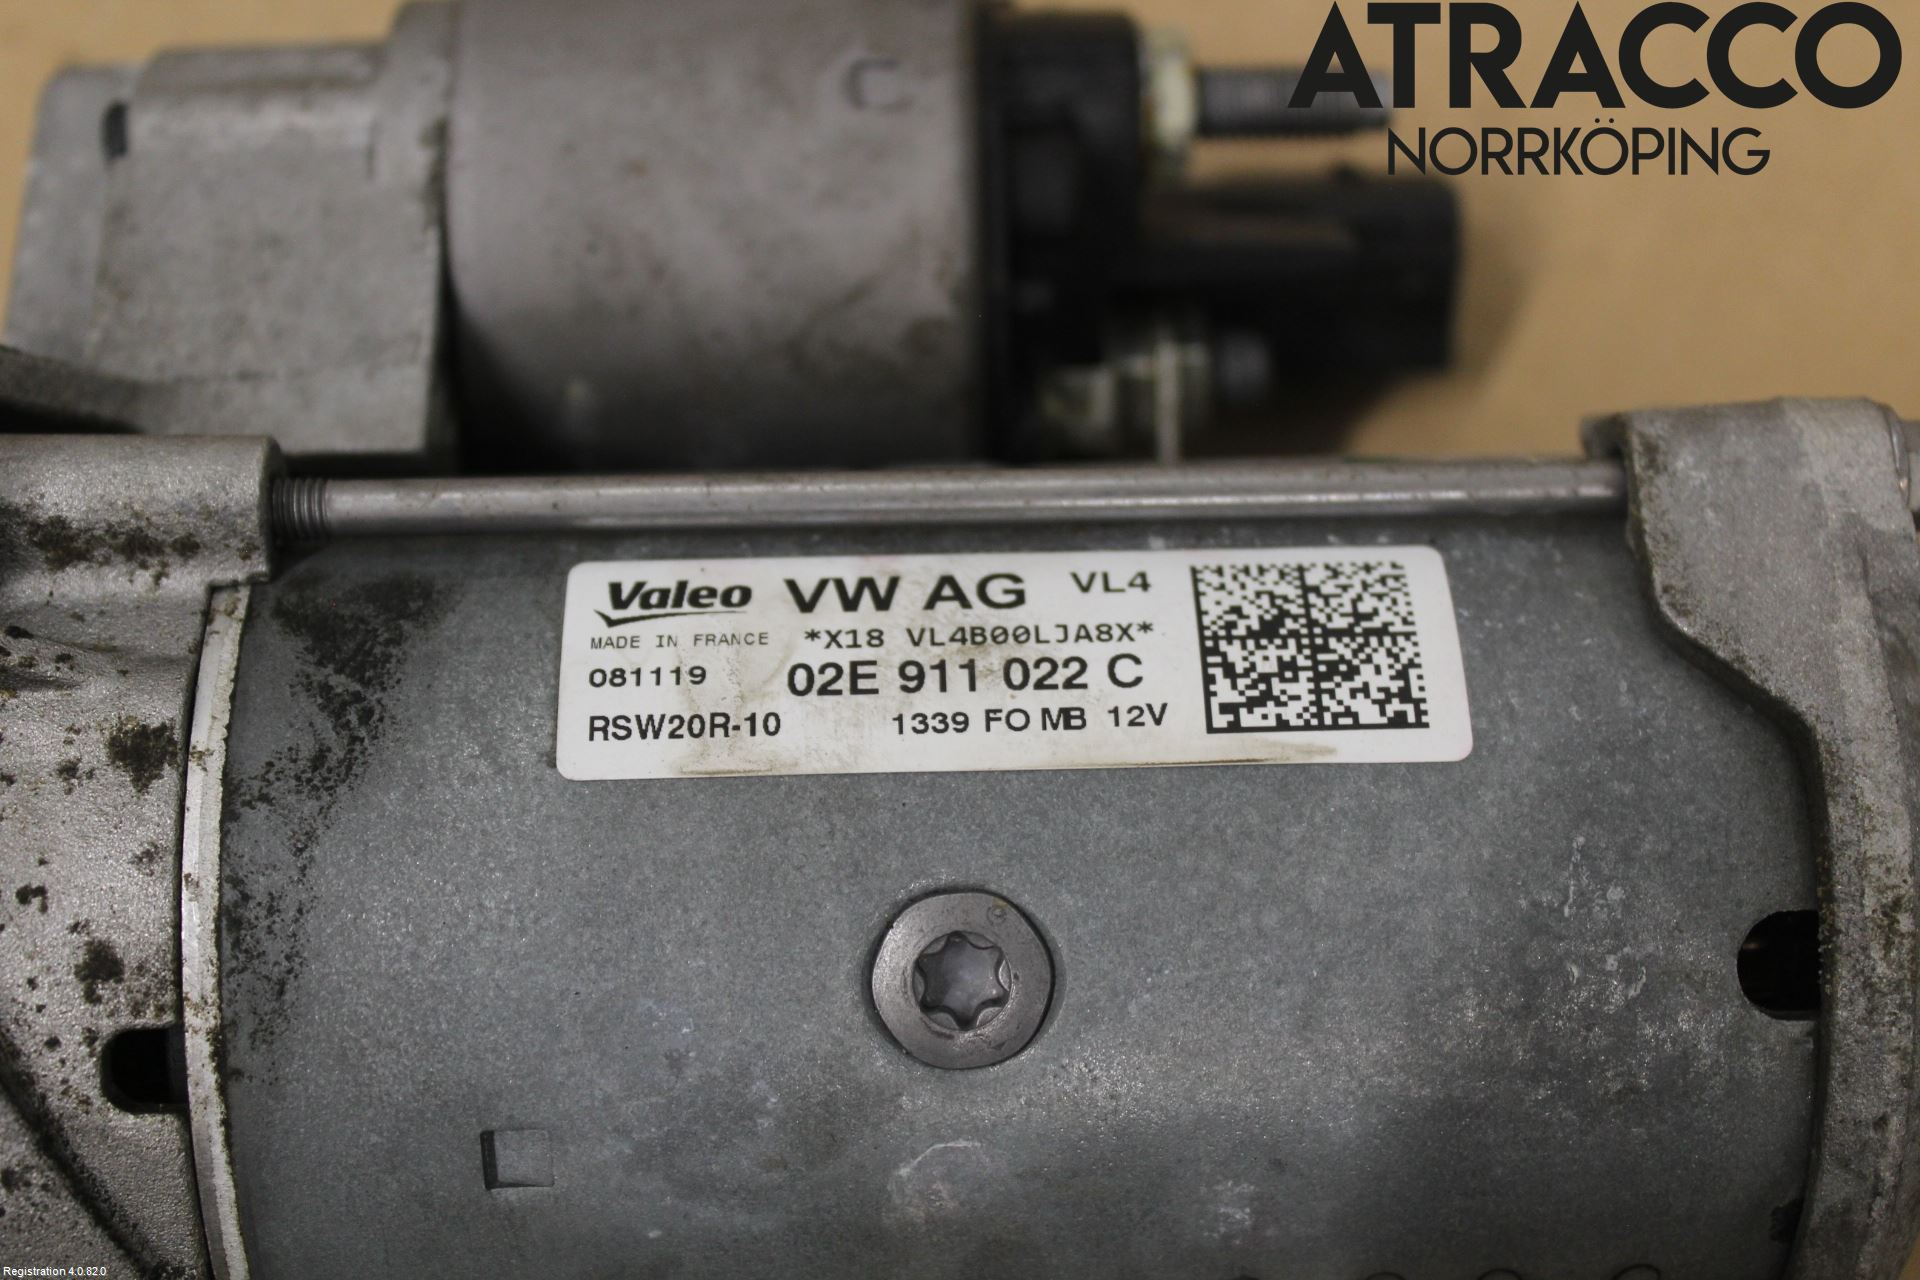 ATRACCO
NORRKÖPING
C
Valeo VW AG VL4
MADE IN FRANCE *X18 VL4B00LJA8X*
081119 02E 911 022 C
RSW20R-10 1339 FO MB 12V
Registration 4.0.82.0